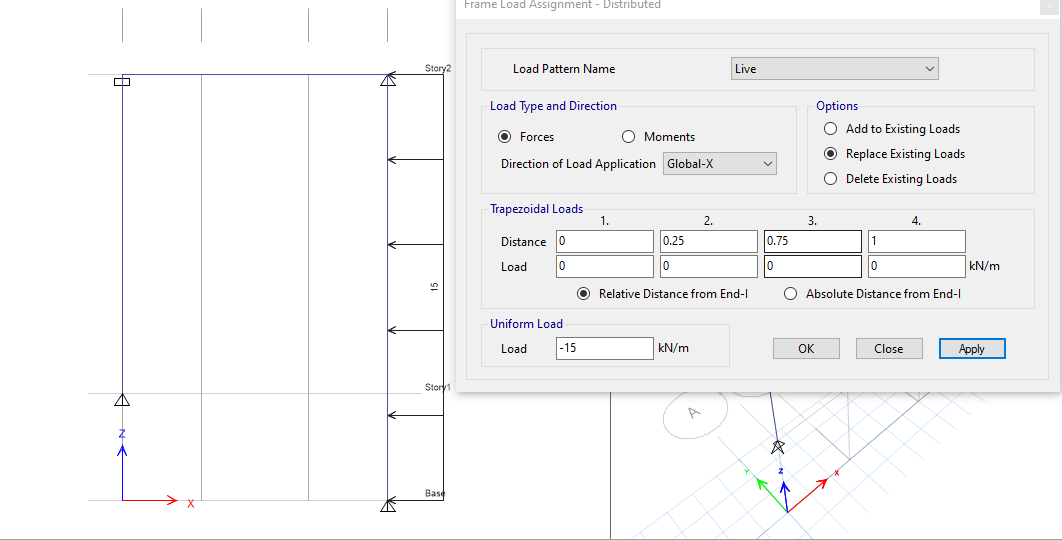 Frame Load Assignment - Distributed
Load Pattern Name Live
Load Type and Direction
Forces Moments
Direction of Load Application Global-X
Options
Add to Existing Loads
Replace Existing Loads
Delete Existing Loads
Trapezoidal Loads
1. 2. 3. 4.
Distance 0 0.25 0.75 1
Load 0 0 0 0 kN/m
Relative Distance from End-I Absolute Distance from End-I
Uniform Load
Load -15 kN/m
OK Close Apply
Story2
15
Story1
Z
Base
X
A
Y Z X